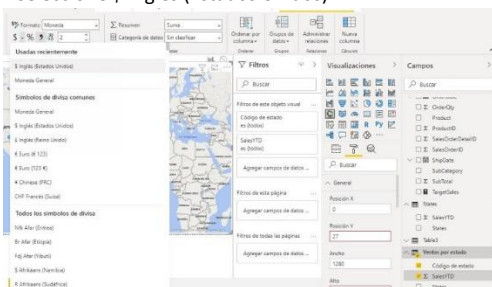 Formato Moneda
Resumen Suma
$ - % 2
Categoría de datos Sin clasificar
Ordenar por columna
Grupos de datos
Administrar relaciones
Nueva columna
Ordenar
Grupos
Relaciones
Cálculos
Usadas recientemente
$ Inglés (Estados Unidos)
Moneda General
Símbolos de divisa comunes
Moneda General
$ Inglés (Estados Unidos)
£ Inglés (Reino Unido)
€ Euro (€ 123)
€ Euro (123 €)
¥ Chinese (PRC)
CHF Francés (Suiza)
Todos los símbolos de divisa
Nfk Afar (Eritrea)
Br Afar (Etiopía)
Fdj Afar (Yibuti)
$ Afrikáans (Namibia)
R Afrikáans (Sudáfrica)
Filtros
Buscar
Filtros de este objeto visual
Código de estado
es (todos)
SalesYTD
es (todos)
Agregar campos de datos ...
Filtros de esta página
Agregar campos de datos ...
Filtros de todas las páginas
Agregar campos de datos ...
Visualizaciones
Buscar
General
Posición X
0
Posición Y
27
Ancho
1280
Alto
Campos
Buscar
OrderQty
Product
ProductID
SalesOrderDetailID
SalesOrderID
ShipDate
SubCategory
SubTotal
TargetSales
States
SalesYTD
States
Table3
Ventas por estado
Código de estado
SalesYTD
States